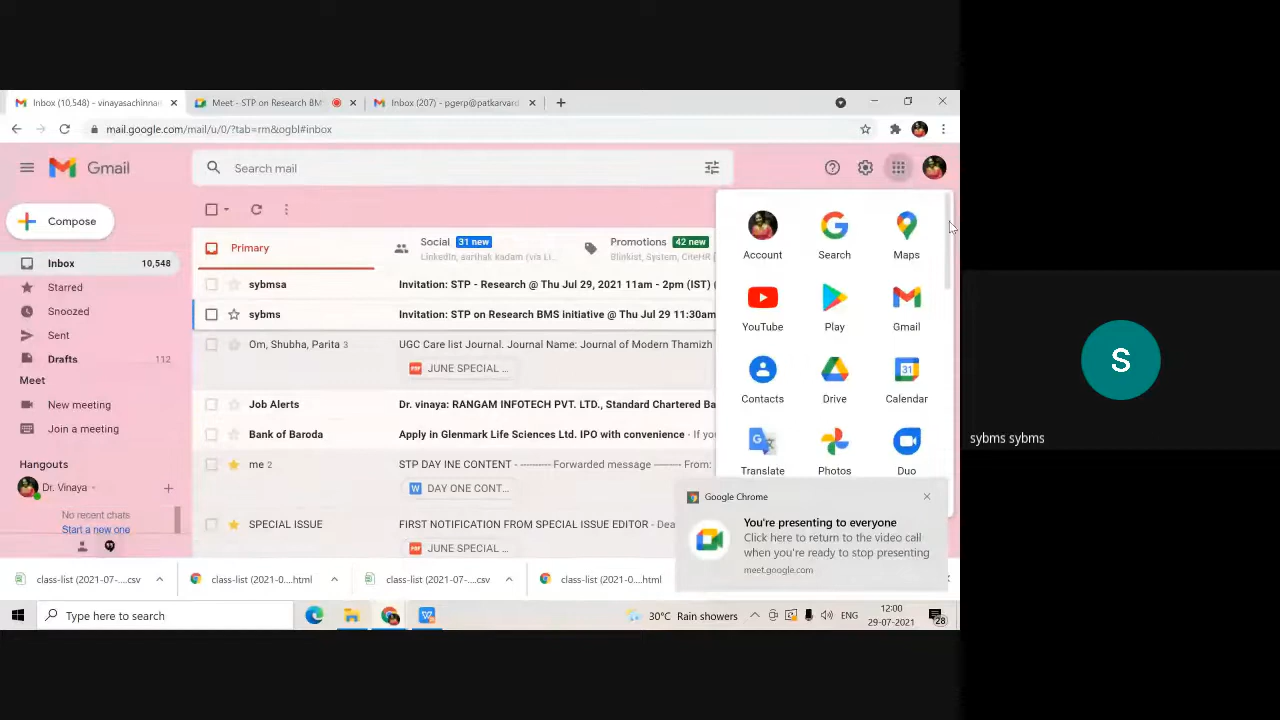 Inbox (10,548) - vinayasachinnai
Meet - STP on Research BM
Inbox (207) - pgerp@patkarvard
mail.google.com/mail/u/0/?tab=rm&ogbl#inbox
Gmail
Search mail
Compose
Inbox 10,548
Starred
Snoozed
Sent
Drafts 112
Meet
New meeting
Join a meeting
Hangouts
Dr. Vinaya
No recent chats
Start a new one
Primary
Social 31 new
LinkedIn, sarthak kadam (via Li...
Promotions 42 new
Blinkist, System, CiteHR
sybmsa Invitation: STP - Research @ Thu Jul 29, 2021 11am - 2pm (IST) (
sybms Invitation: STP on Research BMS initiative @ Thu Jul 29 11:30am
Om, Shubha, Parita 3 UGC Care list Journal. Journal Name: Journal of Modern Thamizh
JUNE SPECIAL ...
Job Alerts Dr. vinaya: RANGAM INFOTECH PVT. LTD., Standard Chartered Ba
Bank of Baroda Apply in Glenmark Life Sciences Ltd. IPO with convenience - If yo
me 2 STP DAY INE CONTENT - ---------- Forwarded message --------- From:
DAY ONE CONT...
SPECIAL ISSUE FIRST NOTIFICATION FROM SPECIAL ISSUE EDITOR - Dea
JUNE SPECIAL ...
Account Search Maps
YouTube Play Gmail
Contacts Drive Calendar
31
Translate Photos Duo
Google Chrome
You're presenting to everyone
Click here to return to the video call
when you're ready to stop presenting
meet.google.com
class-list (2021-07-....csv
class-list (2021-0....html
class-list (2021-07-....csv
class-list (2021-0....html
Type here to search
30°C Rain showers
ENG
12:00
29-07-2021
28
S
sybms sybms